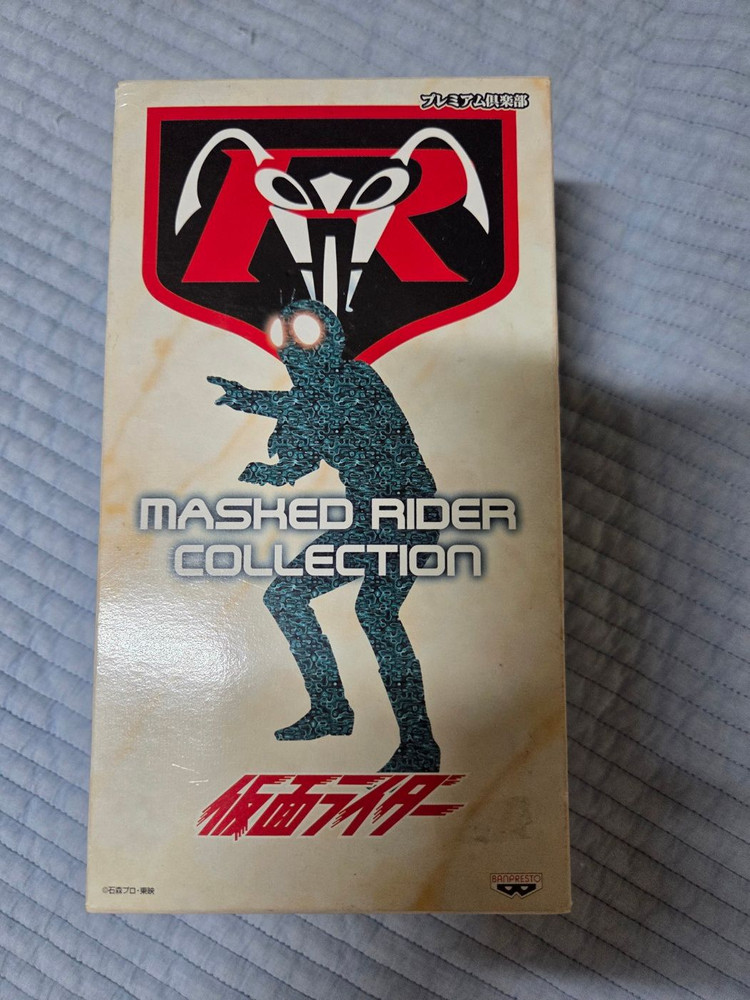 プレミアム倶楽部
MASKED RIDER
COLLECTION
仮面ライダー
©石森プロ・東映
BANPRESTO